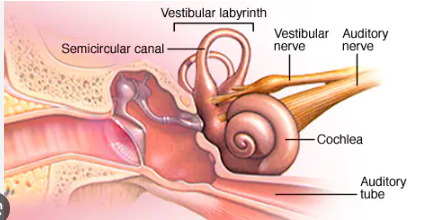 Vestibular labyrinth
Vestibular Auditory
nerve nerve
Semicircular canal
Cochlea
Auditory
tube